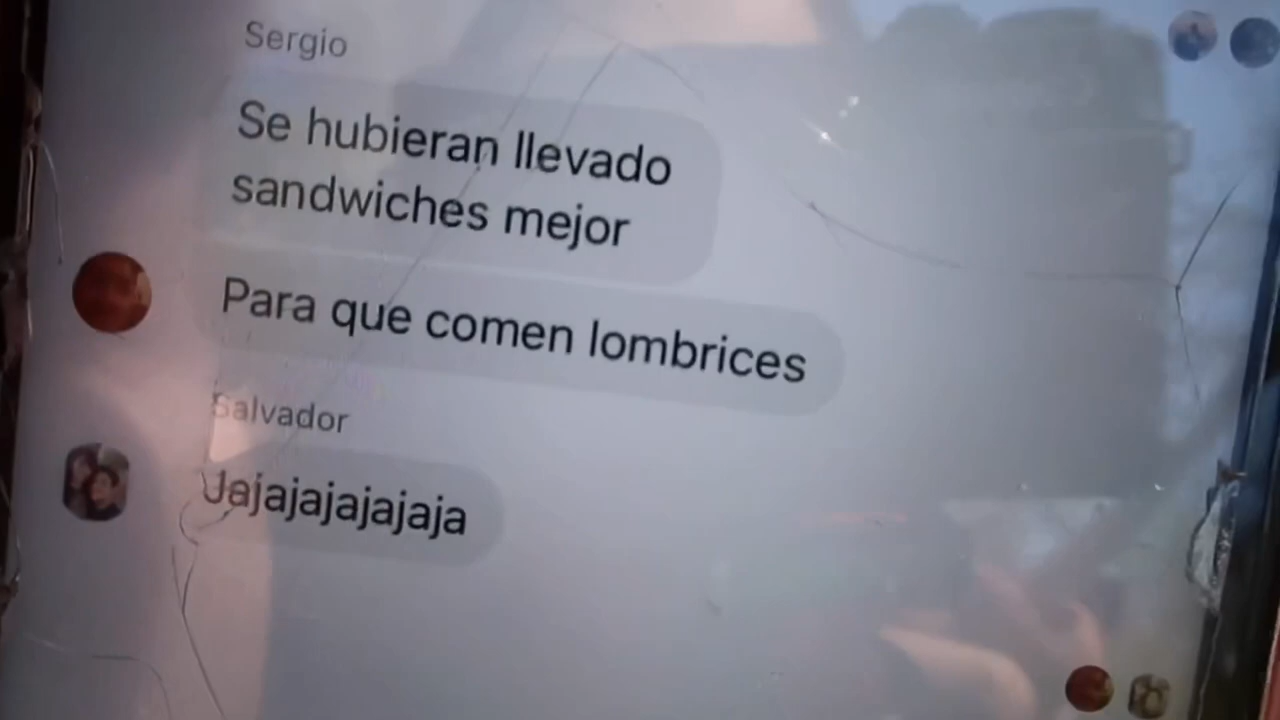 Sergio
Se hubieran llevado
sandwiches mejor
Para que comen lombrices
Salvador
Jajajajajajaja